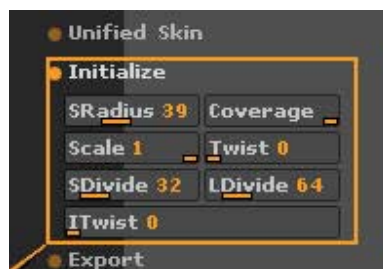 Unified Skin
Initialize
SRadius 39 Coverage
Scale 1 Twist 0
SDivide 32 LDivide 64
ITwist 0
Export